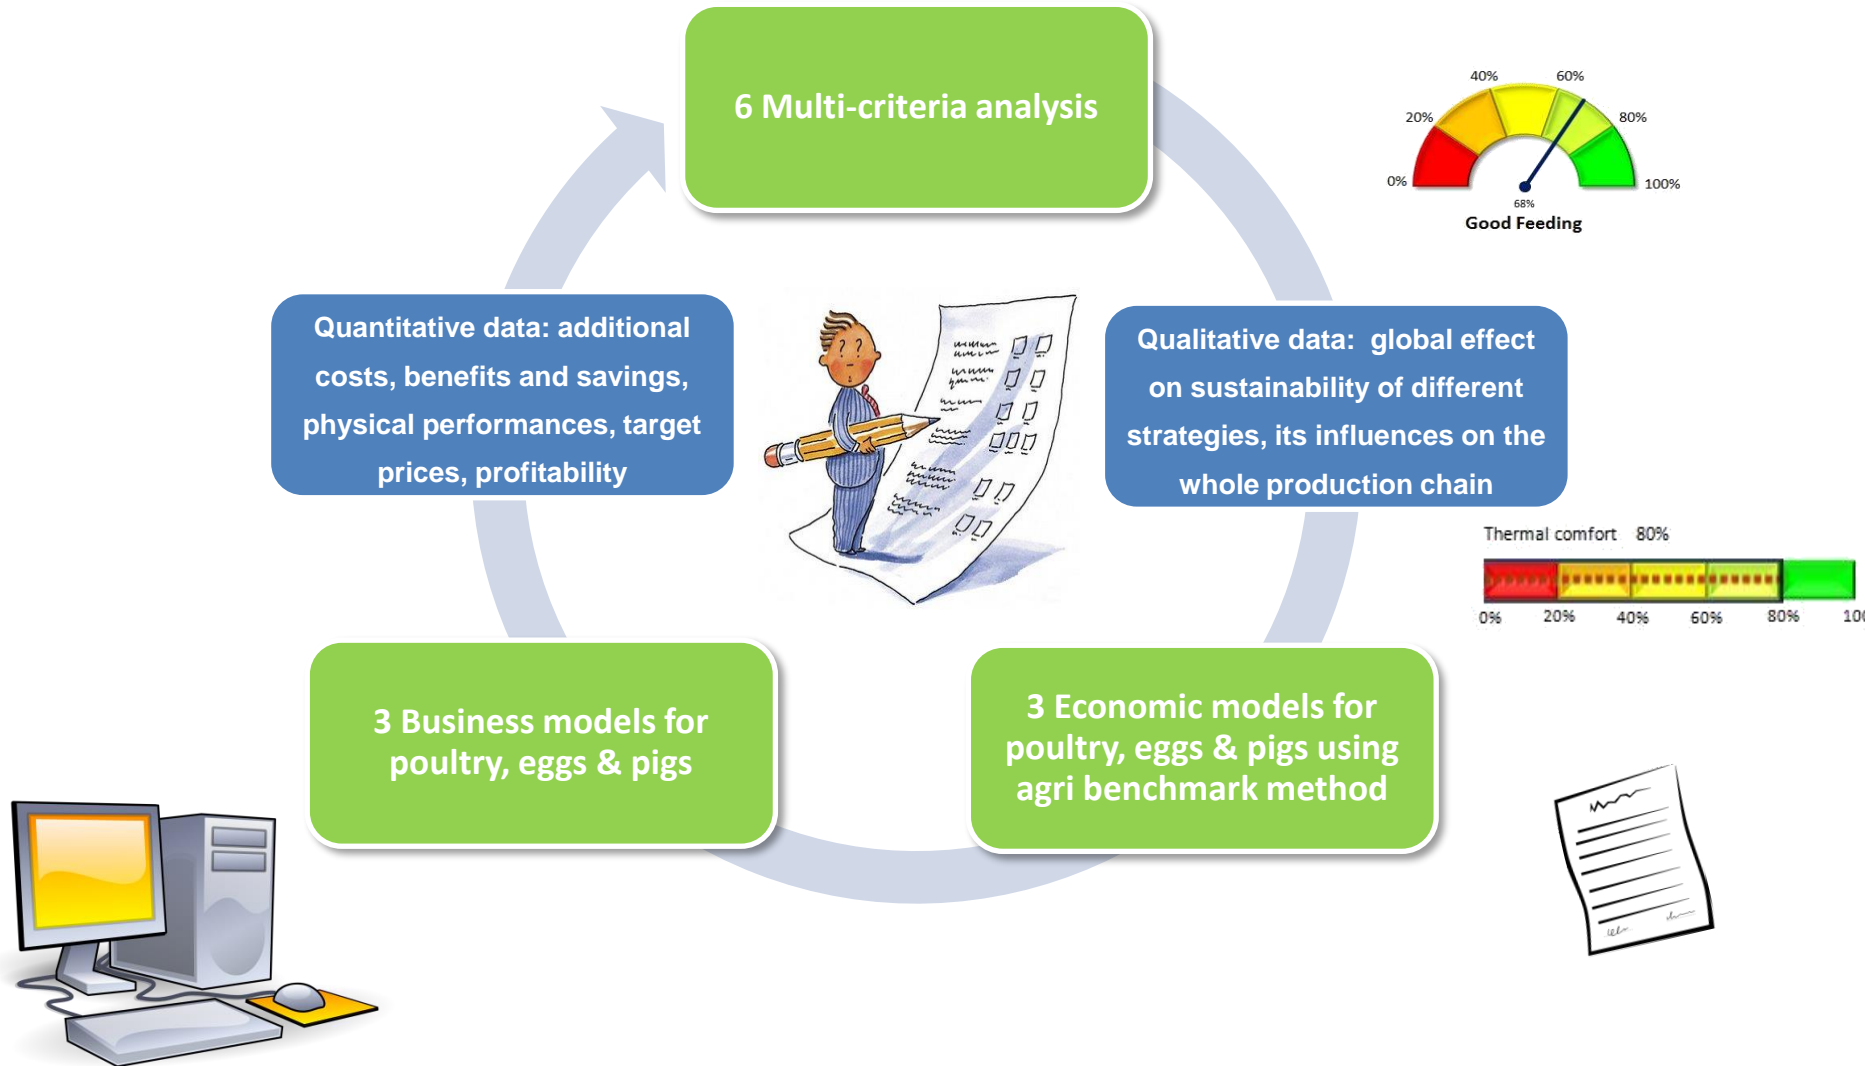 6 Multi-criteria analysis
40%
60%
20%
80%
0%
100%
68%
Good Feeding
Quantitative data: additional
costs, benefits and savings,
physical performances, target
prices, profitability
Qualitative data:  global effect
on sustainability of different
strategies, its influences on the
whole production chain
Thermal comfort 80%
0% 20% 40% 60% 80% 100
3 Business models for
poultry, eggs & pigs
3 Economic models for
poultry, eggs & pigs using
agri benchmark method